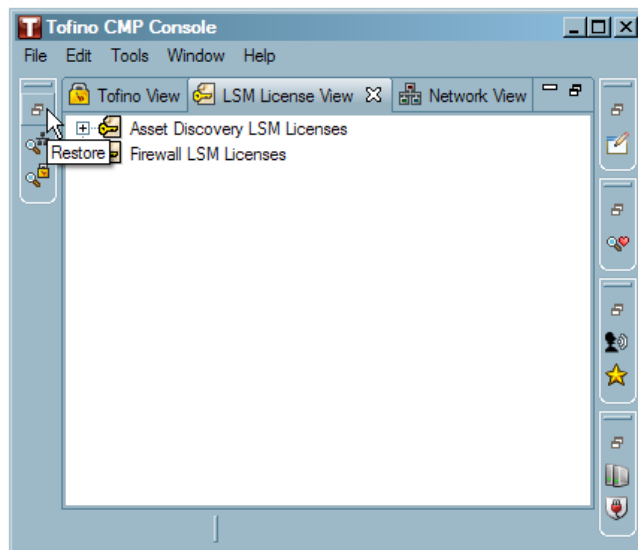 Tofino CMP Console
File Edit Tools Window Help
Tofino View LSM License View Network View
Asset Discovery LSM Licenses
Restore
Firewall LSM Licenses